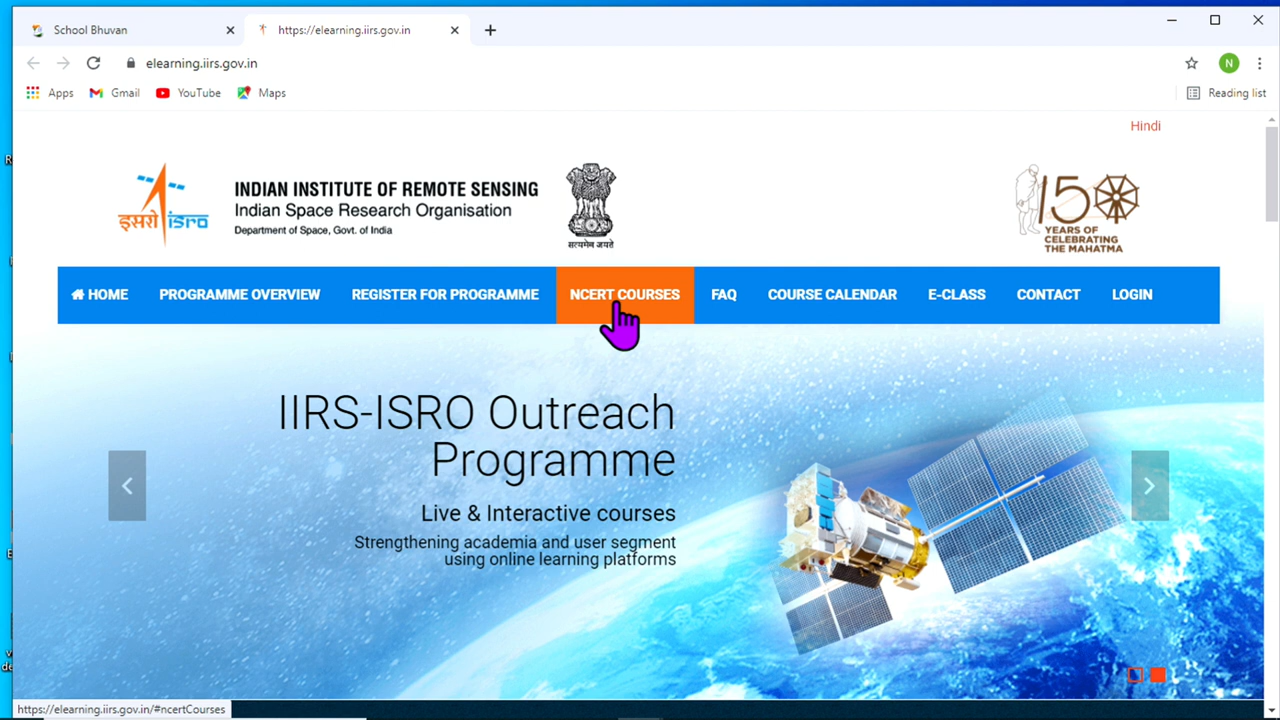 School Bhuvan
https://elearning.iirs.gov.in
elearning.iirs.gov.in
N
Apps
Gmail
YouTube
Maps
Reading list
Hindi
इसरो isro
INDIAN INSTITUTE OF REMOTE SENSING
Indian Space Research Organisation
Department of Space, Govt. of India
सत्यमेव जयते
150
YEARS OF
CELEBRATING
THE MAHATMA
HOME
PROGRAMME OVERVIEW
REGISTER FOR PROGRAMME
NCERT COURSES
FAQ
COURSE CALENDAR
E-CLASS
CONTACT
LOGIN
IIRS-ISRO Outreach
Programme
Live & Interactive courses
Strengthening academia and user segment
using online learning platforms
https://elearning.iirs.gov.in/#ncertCourses